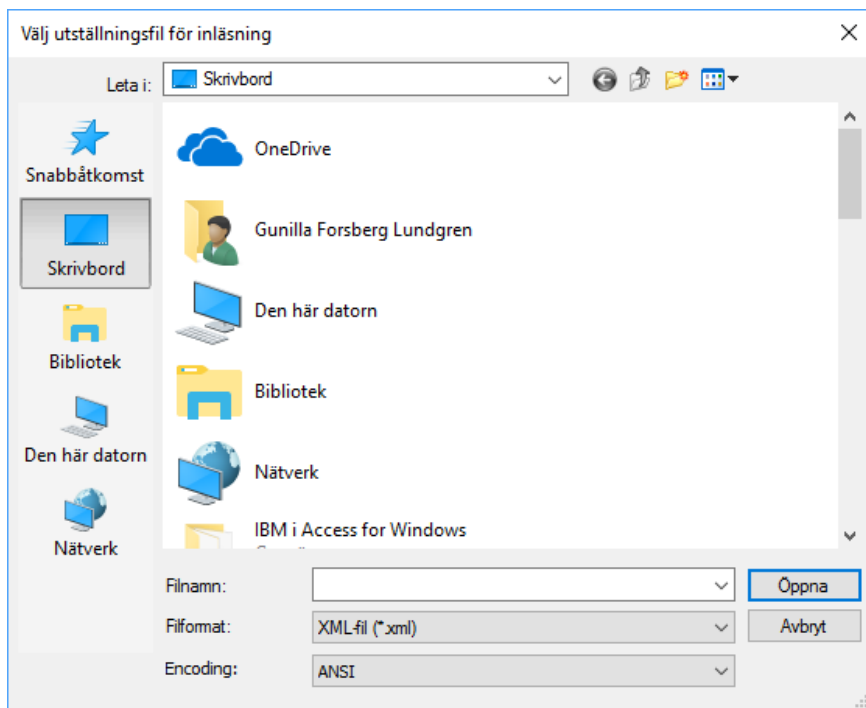 Välj utställningsfil för inläsning
Leta i:
Skrivbord
Snabbåtkomst
Skrivbord
Bibliotek
Den här datorn
Nätverk
OneDrive
Gunilla Forsberg Lundgren
Den här datorn
Bibliotek
Nätverk
IBM i Access for Windows
Filnamn:
Öppna
Filformat:
XML-fil (*.xml)
Avbryt
Encoding:
ANSI